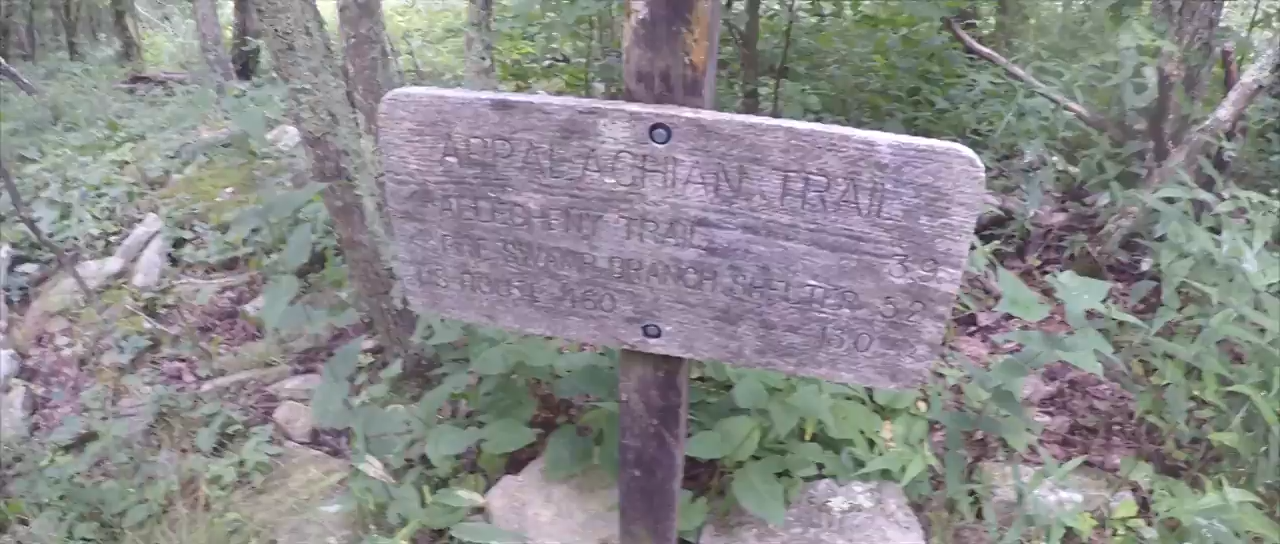 APPALACHIAN TRAIL
ALLEGHENY TRAIL 3.9
PINE SWAMP BRANCH SHELTER 5.2
US ROUTE 460 15.0